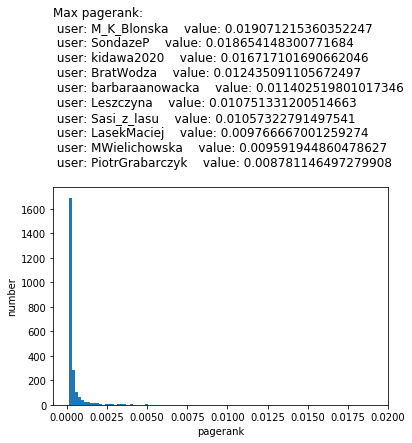 Max pagerank:
user: M_K_Blonska    value: 0.019071215360352247
user: SondazeP    value: 0.018654148300771684
user: kidawa2020    value: 0.016717101690662046
user: BratWodza    value: 0.012435091105672497
user: barbaraanowacka    value: 0.011402519801017346
user: Leszczyna    value: 0.010751331200514663
user: Sasi_z_lasu    value: 0.01057322791497541
user: LasekMaciej    value: 0.009766667001259274
user: MWielichowska    value: 0.009591944860478627
user: PiotrGrabarczyk    value: 0.008781146497279908
1600
1400
1200
1000
800
600
400
200
0
number
0.0000 0.0025 0.0050 0.0075 0.0100 0.0125 0.0150 0.0175 0.0200
pagerank